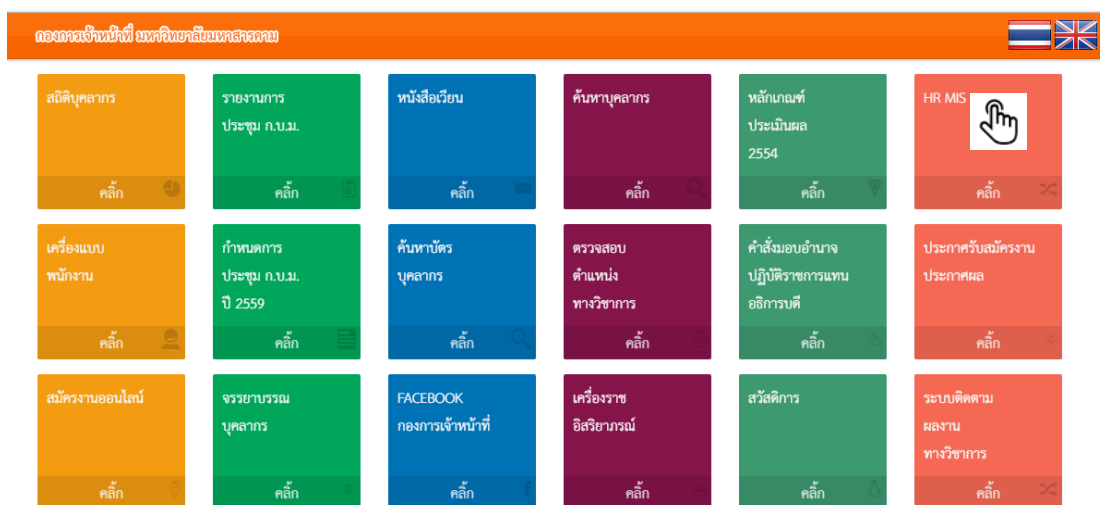 กองการเจ้าหน้าที่ มหาวิทยาลัยมหาสารคาม
สถิติบุคลากร
คลิ้ก
รายงานการ
ประชุม ก.บ.ม.
คลิ้ก
หนังสือเวียน
คลิ้ก
ค้นหาบุคลากร
คลิ้ก
หลักเกณฑ์
ประเมินผล
2554
คลิ้ก
HR MIS
คลิ้ก
เครื่องแบบ
พนักงาน
คลิ้ก
กำหนดการ
ประชุม ก.บ.ม.
ปี 2559
คลิ้ก
ค้นหาบัตร
บุคลากร
คลิ้ก
ตรวจสอบ
ตำแหน่ง
ทางวิชาการ
คลิ้ก
คำสั่งมอบอำนาจ
ปฏิบัติราชการแทน
อธิการบดี
คลิ้ก
ประกาศรับสมัครงาน
ประกาศผล
คลิ้ก
สมัครงานออนไลน์
คลิ้ก
จรรยาบรรณ
บุคลากร
คลิ้ก
FACEBOOK
กองการเจ้าหน้าที่
คลิ้ก
เครื่องราช
อิสริยาภรณ์
คลิ้ก
สวัสดิการ
คลิ้ก
ระบบติดตาม
ผลงาน
ทางวิชาการ
คลิ้ก